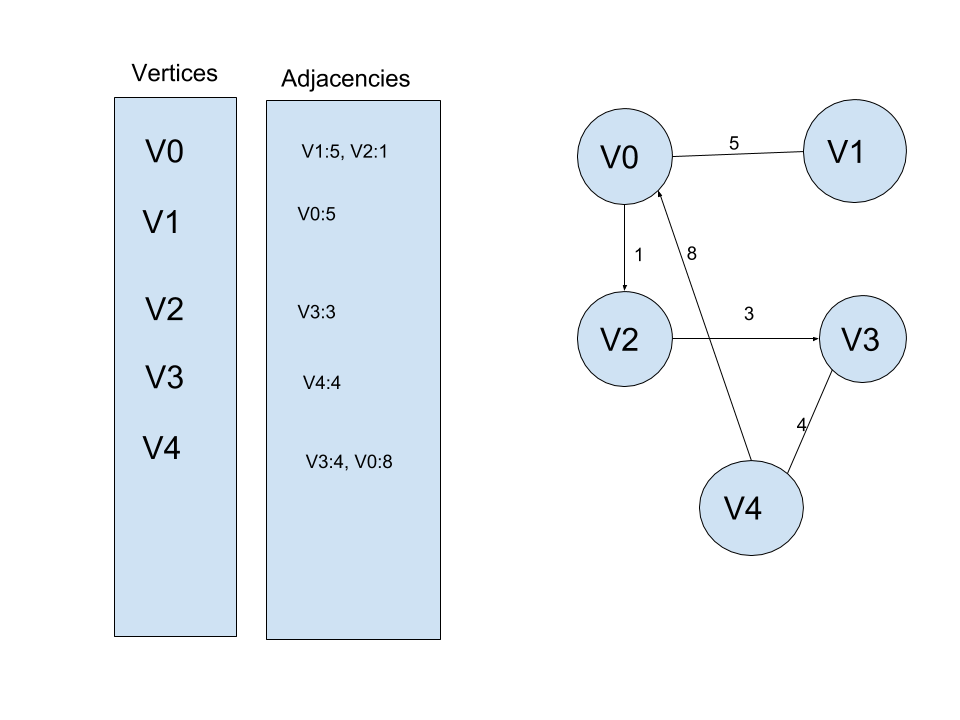 Vertices
Adjacencies
V0
V1:5, V2:1
V1
V0:5
V2
V3:3
V3
V4:4
V4
V3:4, V0:8
V0
5
V1
1
8
V2
3
V3
4
V4